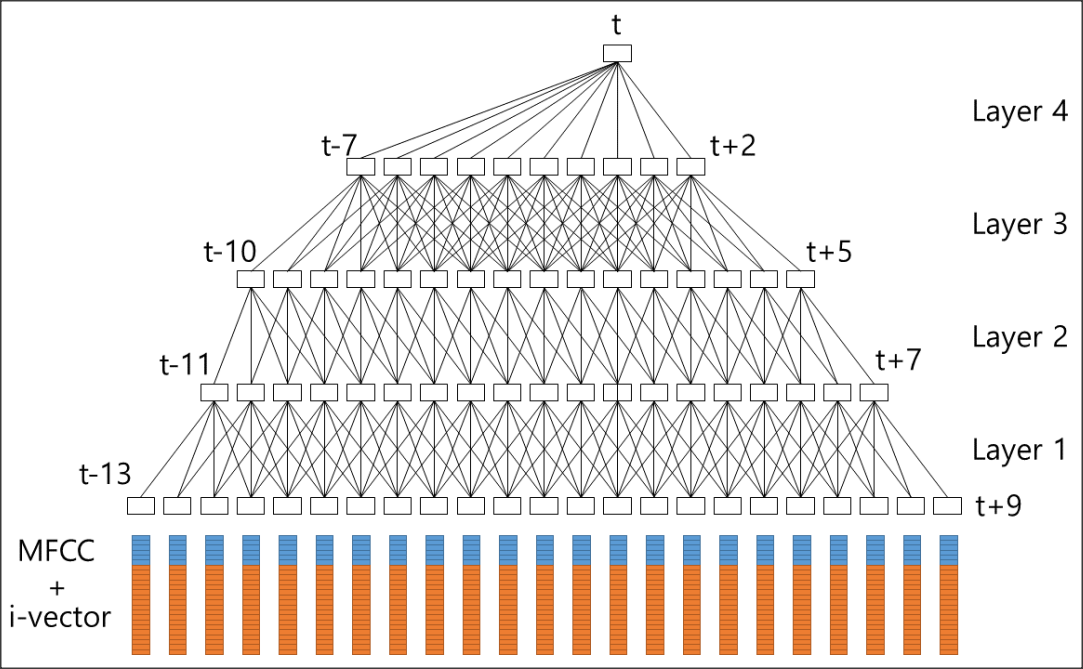 t
Layer 4
t-7
t+2
Layer 3
t-10
t+5
Layer 2
t-11
t+7
Layer 1
t-13
t+9
MFCC
+
i-vector